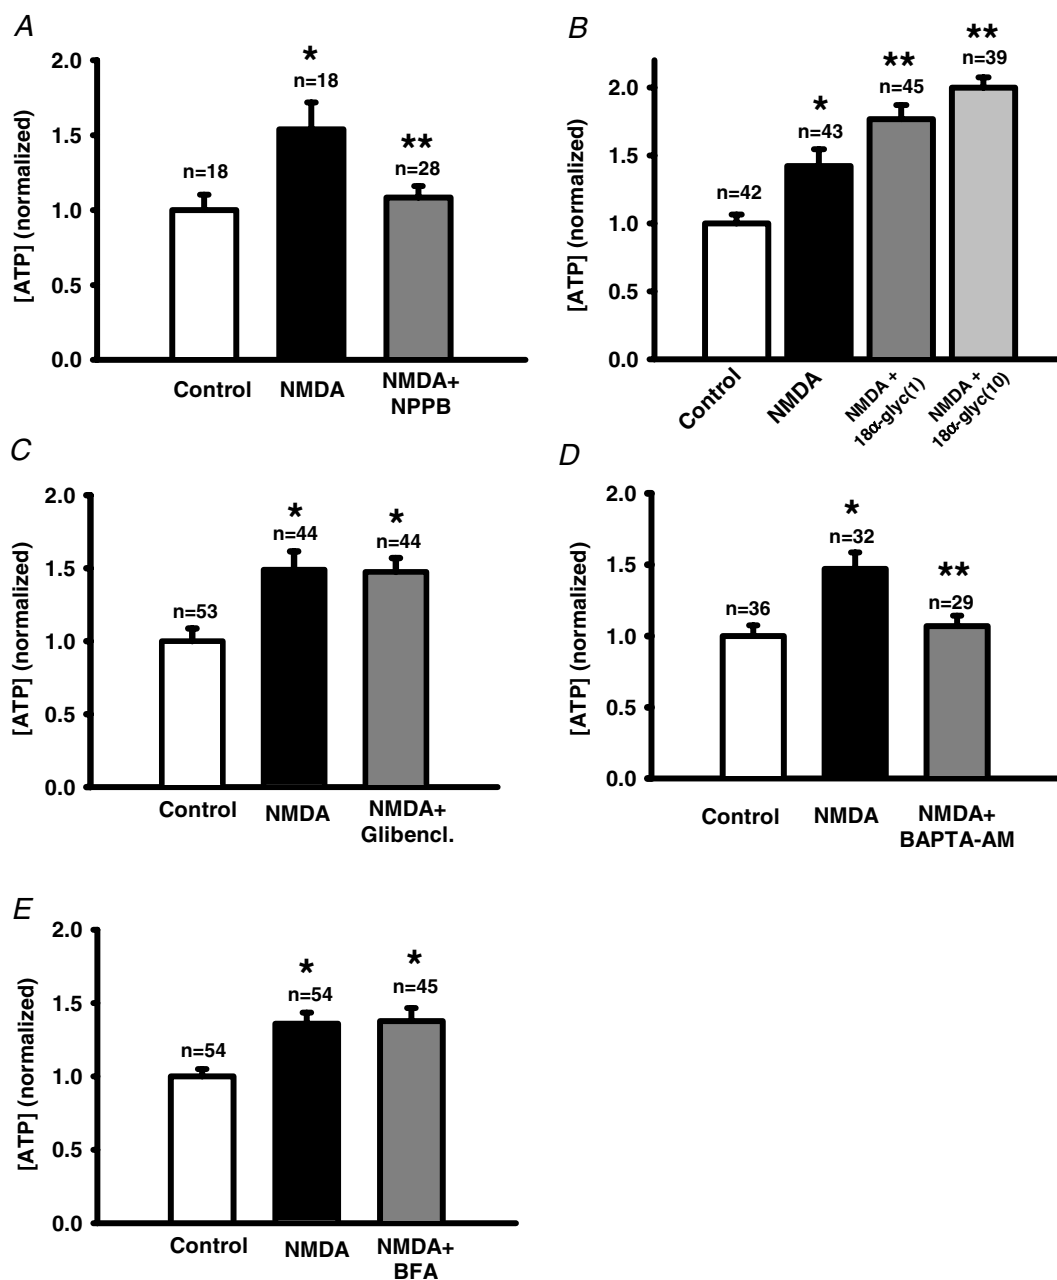 A
[ATP] (normalized)
2.0
1.5
1.0
0.5
0.0
n=18
*
n=18
**
n=28
Control
NMDA
NMDA+
NPPB
B
[ATP] (normalized)
2.0
1.5
1.0
0.5
0.0
n=42
*
n=43
**
n=45
**
n=39
Control
NMDA
NMDA +
18α-glyc(1)
NMDA +
18α-glyc(10)
C
[ATP] (normalized)
2.0
1.5
1.0
0.5
0.0
n=53
*
n=44
*
n=44
Control
NMDA
NMDA+
Glibencl.
D
[ATP] (normalized)
2.0
1.5
1.0
0.5
0.0
n=36
*
n=32
**
n=29
Control
NMDA
NMDA+
BAPTA-AM
E
[ATP] (normalized)
2.0
1.5
1.0
0.5
0.0
n=54
*
n=54
*
n=45
Control
NMDA
NMDA+
BFA